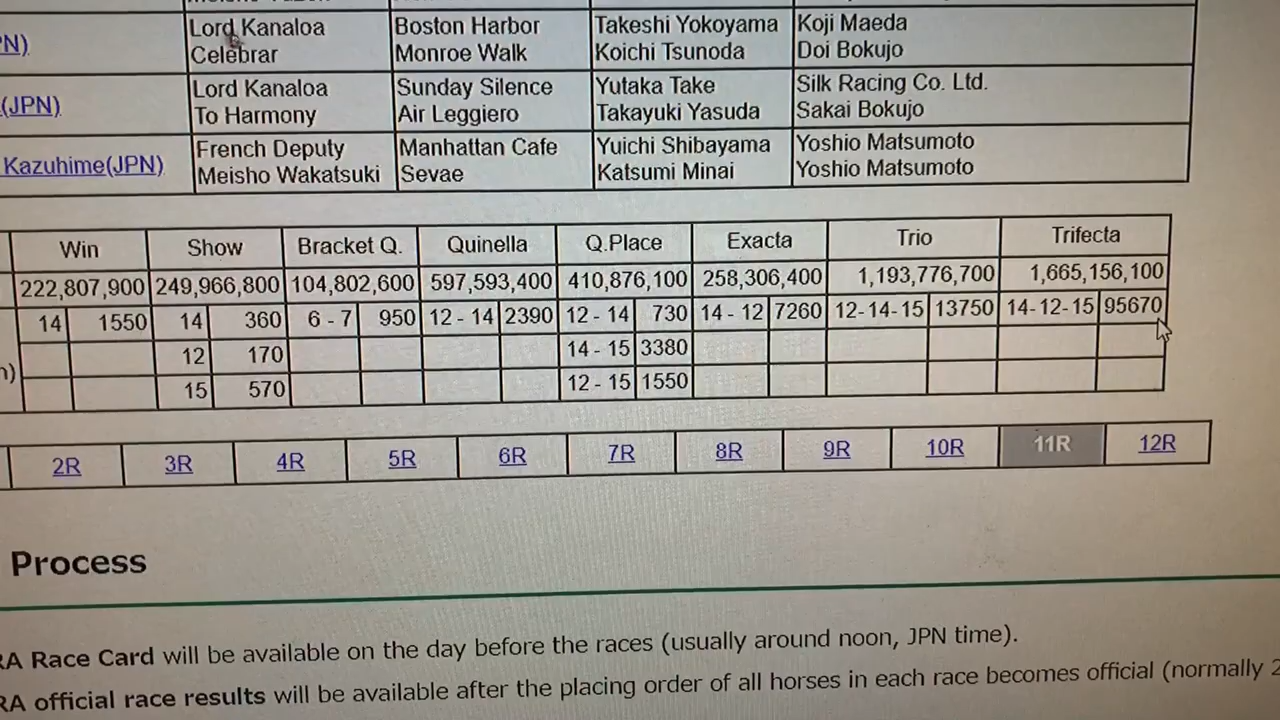 Lord Kanaloa Boston Harbor Takeshi Yokoyama Koji Maeda
PN)
Celebrar Monroe Walk Koichi Tsunoda Doi Bokujo
Lord Kanaloa Sunday Silence Yutaka Take Silk Racing Co. Ltd.
(JPN)
To Harmony Air Leggiero Takayuki Yasuda Sakai Bokujo
French Deputy Manhattan Cafe Yuichi Shibayama Yoshio Matsumoto
Kazuhime(JPN)
Meisho Wakatsuki Sevae Katsumi Minai Yoshio Matsumoto
Win Show Bracket Q. Quinella Q.Place Exacta Trio Trifecta
222,807,900 249,966,800 104,802,600 597,593,400 410,876,100 258,306,400 1,193,776,700 1,665,156,100
14 1550 14 360 6 - 7 950 12 - 14 2390 12 - 14 730 14 - 12 7260 12-14-15 13750 14-12-15 95670
12 170 14 - 15 3380
n)
15 570 12 - 15 1550
2R 3R 4R 5R 6R 7R 8R 9R 10R 11R 12R
Process
RA Race Card will be available on the day before the races (usually around noon, JPN time).
RA official race results will be available after the placing order of all horses in each race becomes official (normally 2